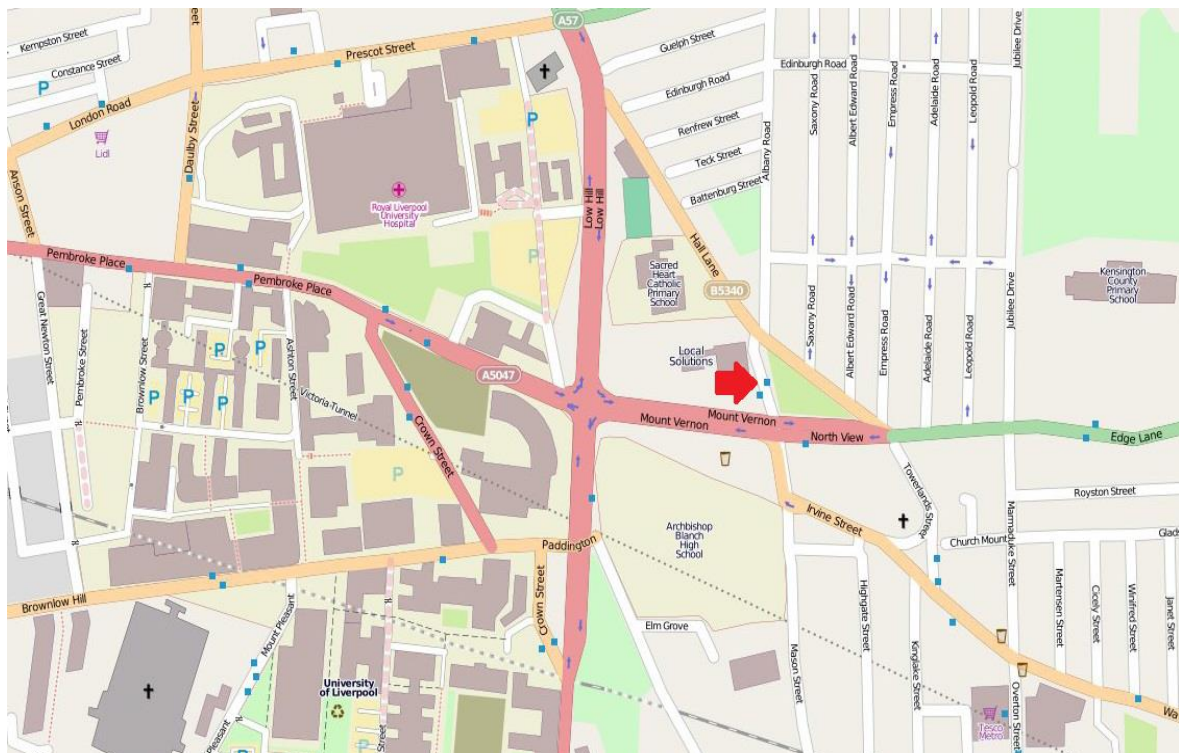 A57
Kempston Street
Constance Street
P
London Road
Lidl
Prescot Street
Daulby Street
Street
Anson Street
Royal Liverpool
University
Hospital
P
P
Low Hill
Low Hill
Guelph Street
Edinburgh Road
Renfrew Street
Teck Street
Battenburg Street
Albany Road
Edinburgh Road
Saxony Road
Albert Edward Road
Empress Road
Adelaide Road
Leopold Road
Jubilee Drive
Hall Lane
B5340
Sacred
Heart
Catholic
Primary
School
Kensington
County
Primary
School
Saxony Road
Albert Edward Road
Empress Road
Adelaide Road
Leopold Road
Jubilee Drive
Pembroke Place
Pembroke Place
A5047
Great Newton Street
Pembroke Street
Brownlow Street
Ashton Street
P
P
P
P
P
Victoria-Tunnel
Crown Street
P
Local
Solutions
Mount Vernon
Mount Vernon
North View
Edge Lane
Towerlands Street
Royston Street
Irvine Street
Church Mount
Glads
Marmaduke Street
Archbishop
Blanch
High
School
Paddington
Brownlow Hill
Crown Street
Mount Pleasant
Pleasant
University
of Liverpool
Street
P
P
Elm Grove
Mason Street
Highgate Street
Kinglake Street
Overton Street
Martensen Street
Cicely Street
Winifred Street
Janet Street
Tesco
Metro
Wa